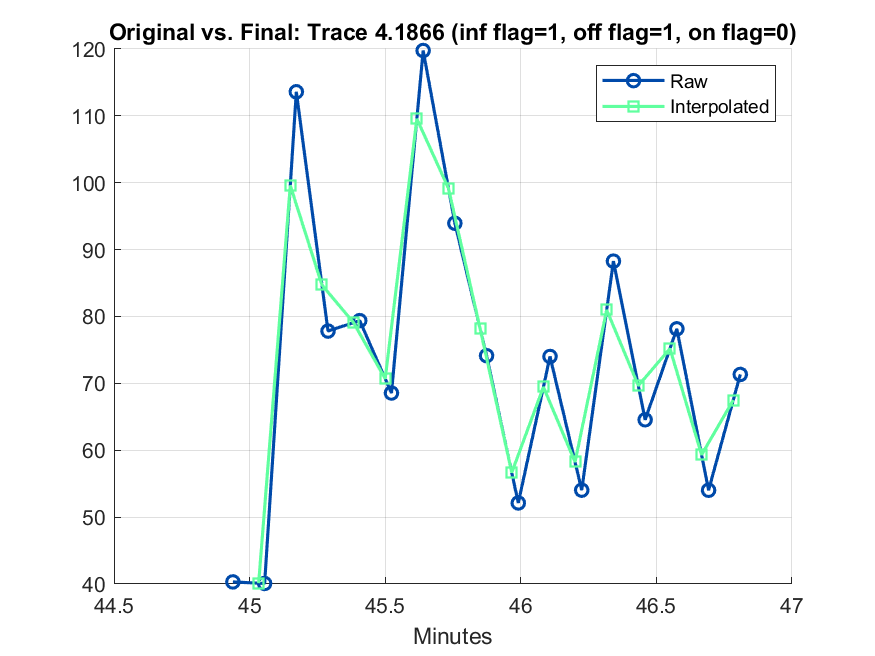 Original vs. Final: Trace 4.1866 (inf flag=1, off flag=1, on flag=0)
Raw
Interpolated
120
110
100
90
80
70
60
50
40
44.5 45 45.5 46 46.5 47
Minutes